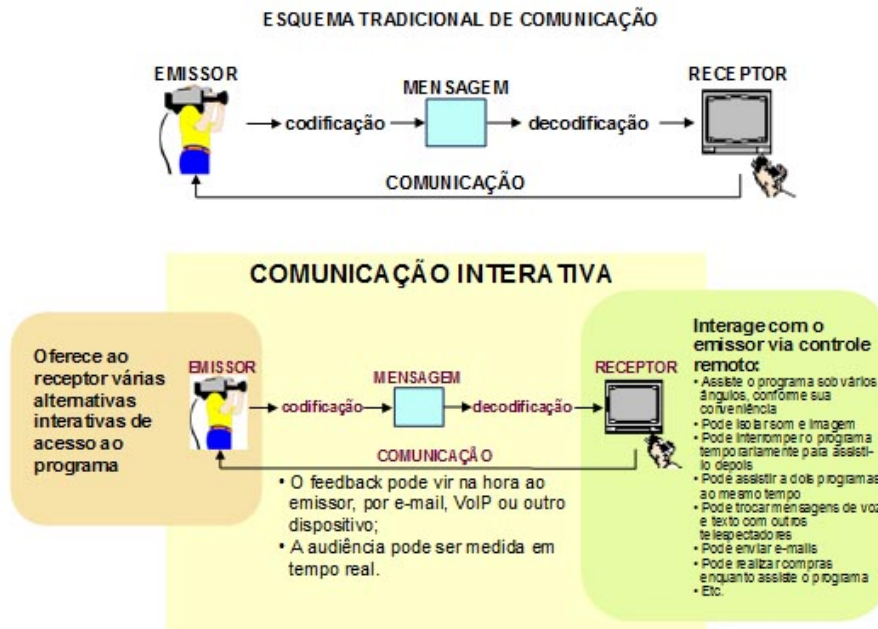 ESQUEMA TRADICIONAL DE COMUNICAÇÃO
EMISSOR
MENSAGEM
RECEPTOR
codificação
decodificação
COMUNICAÇÃO
COMUNICAÇÃO INTERATIVA
Oferece ao
receptor várias
alternativas
interativas de
acesso ao
programa
EMISSOR
MENSAGEM
RECEPTOR
codificação
decodificação
COMUNICAÇÃO
• O feedback pode vir na hora ao
emissor, por e-mail, VoIP ou outro
dispositivo;
• A audiência pode ser medida em
tempo real.
Interage com o
emissor via controle
remoto:
• Assiste o programa sob vários
ângulos, conforme sua
conveniência
• Pode isolar som e imagem
• Pode interromper o programa
temporariamente para assisti-
lo depois
• Pode assistir a dois programas
ao mesmo tempo
• Pode trocar mensagens de voz
e texto com outros
telespectadores
• Pode enviar e-mails
• Pode realizar compras
enquanto assiste o programa
• Etc.